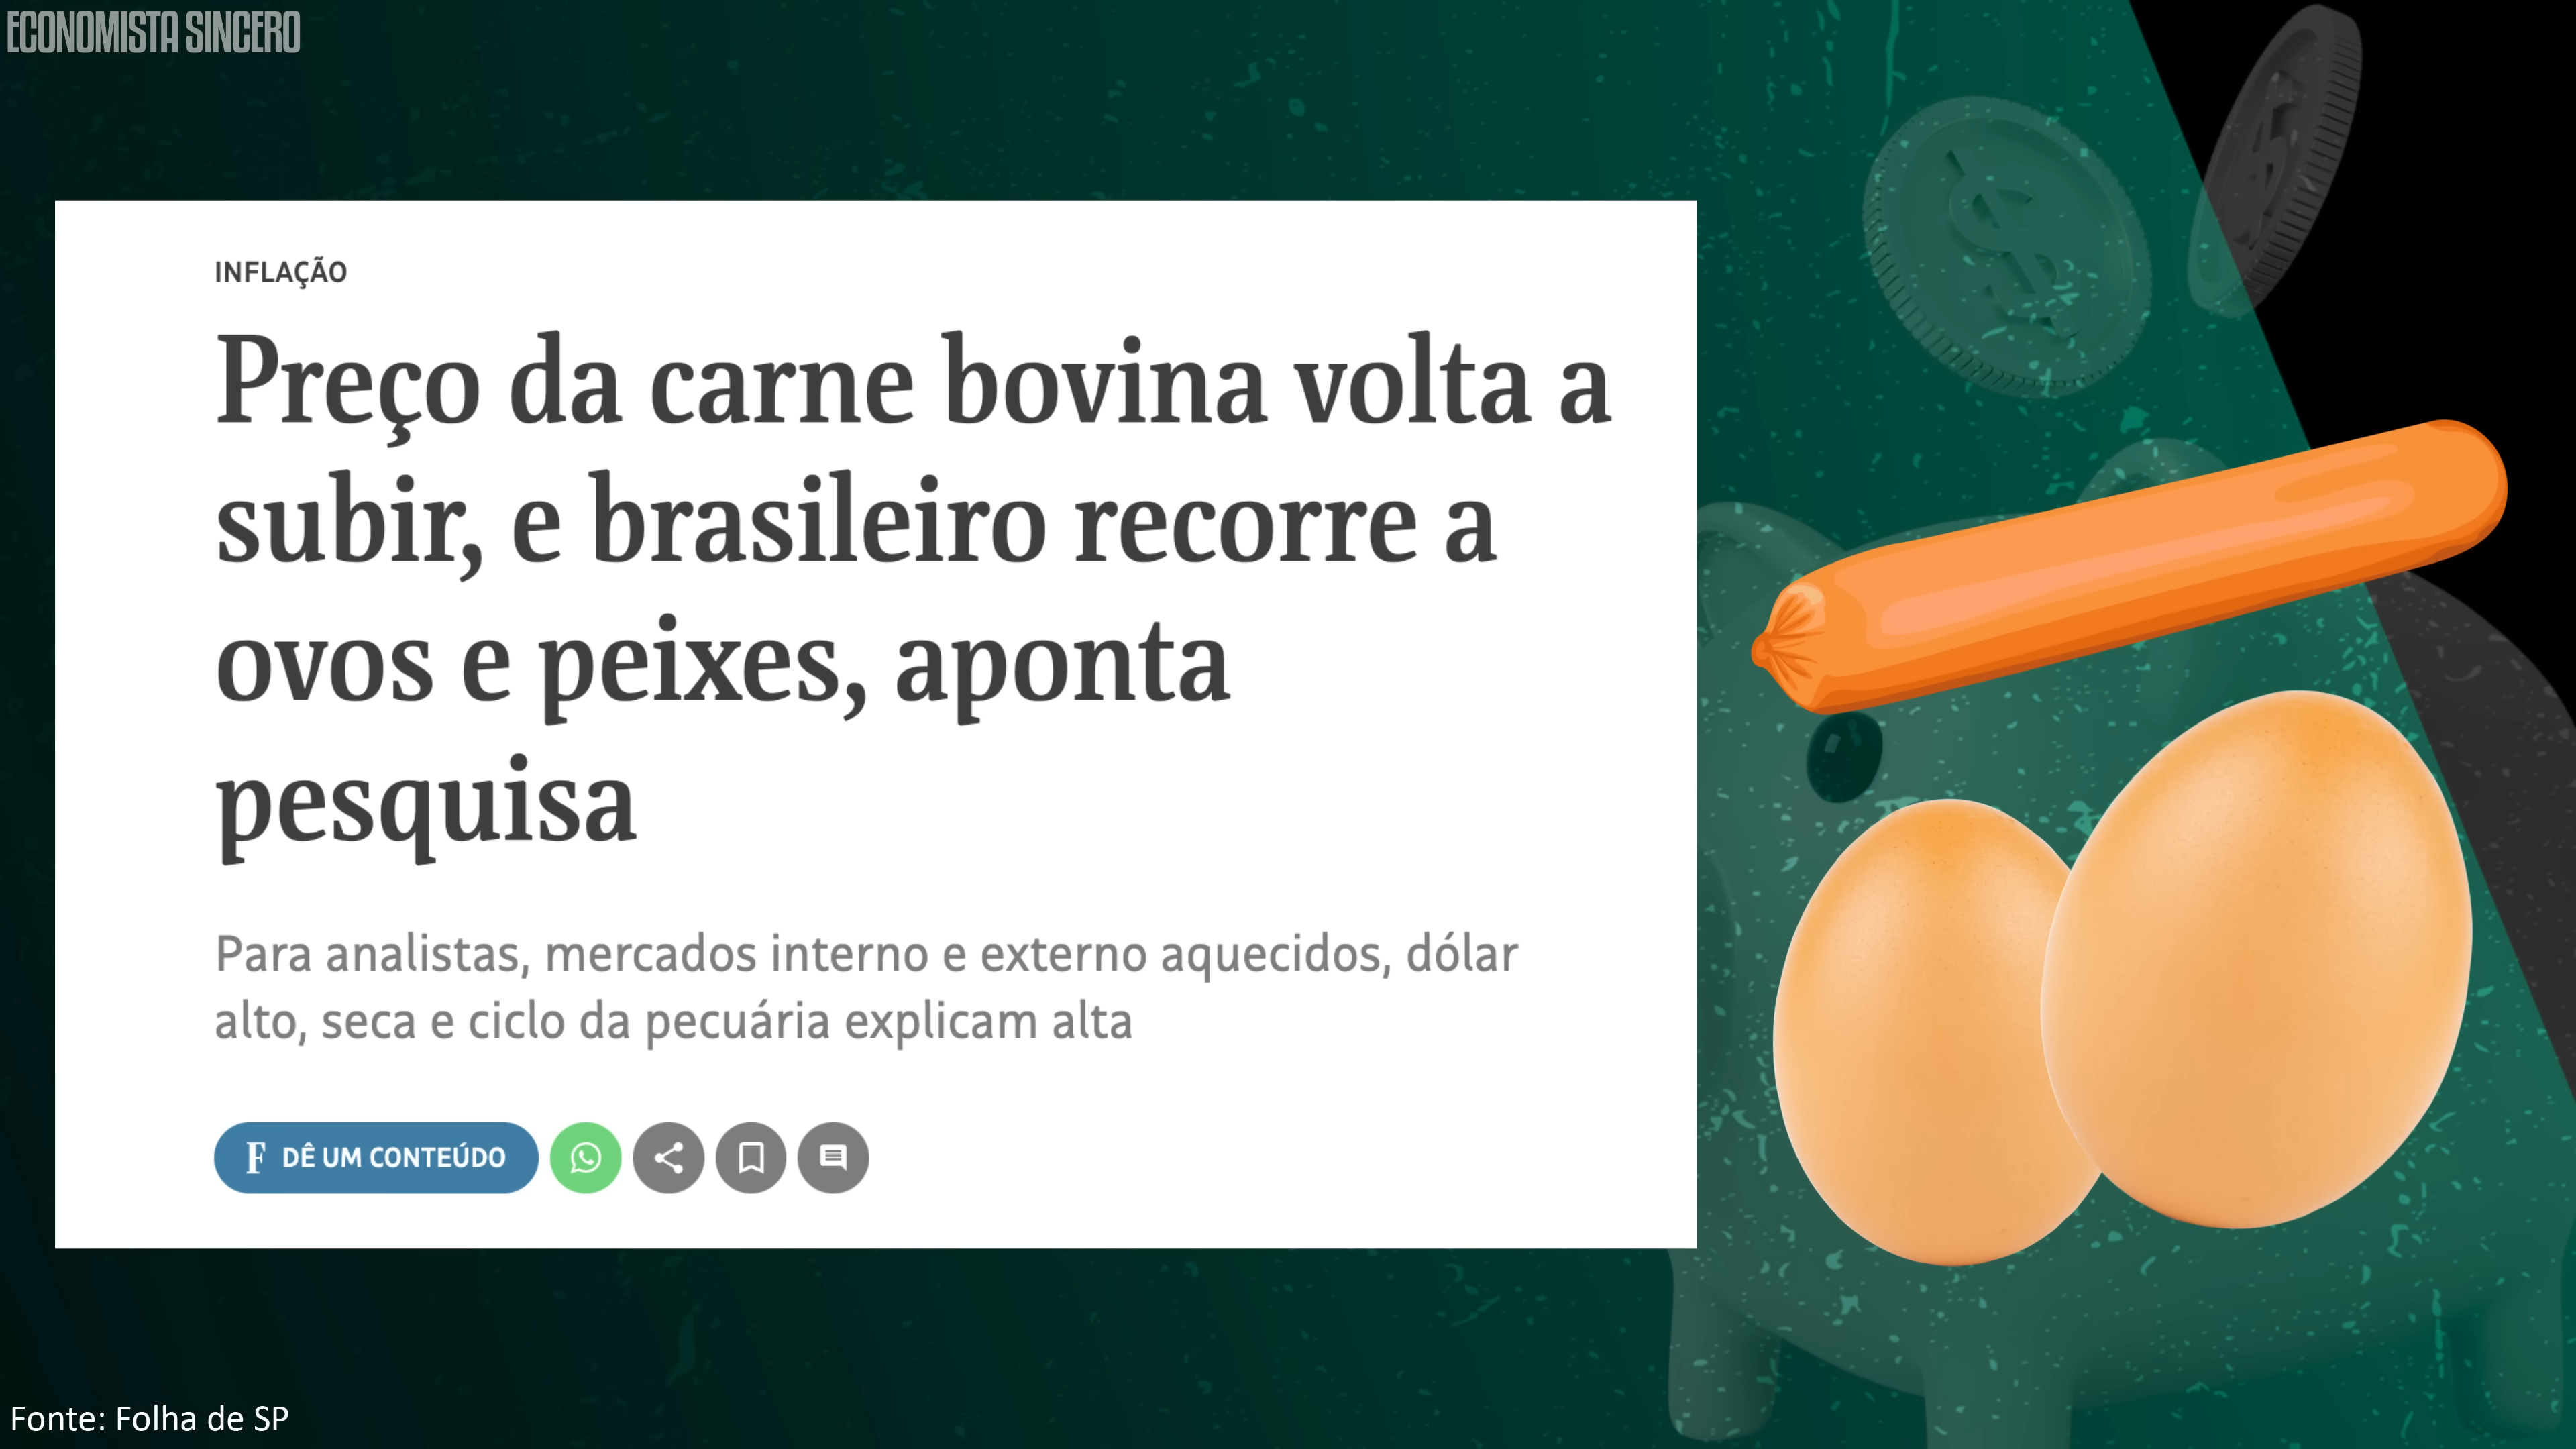 ECONOMISTA SINCERO
INFLAÇÃO
Preço da carne bovina volta a
subir, e brasileiro recorre a
ovos e peixes, aponta
pesquisa
Para analistas, mercados interno e externo aquecidos, dólar
alto, seca e ciclo da pecuária explicam alta
F DÊ UM CONTEÚDO
Fonte: Folha de SP